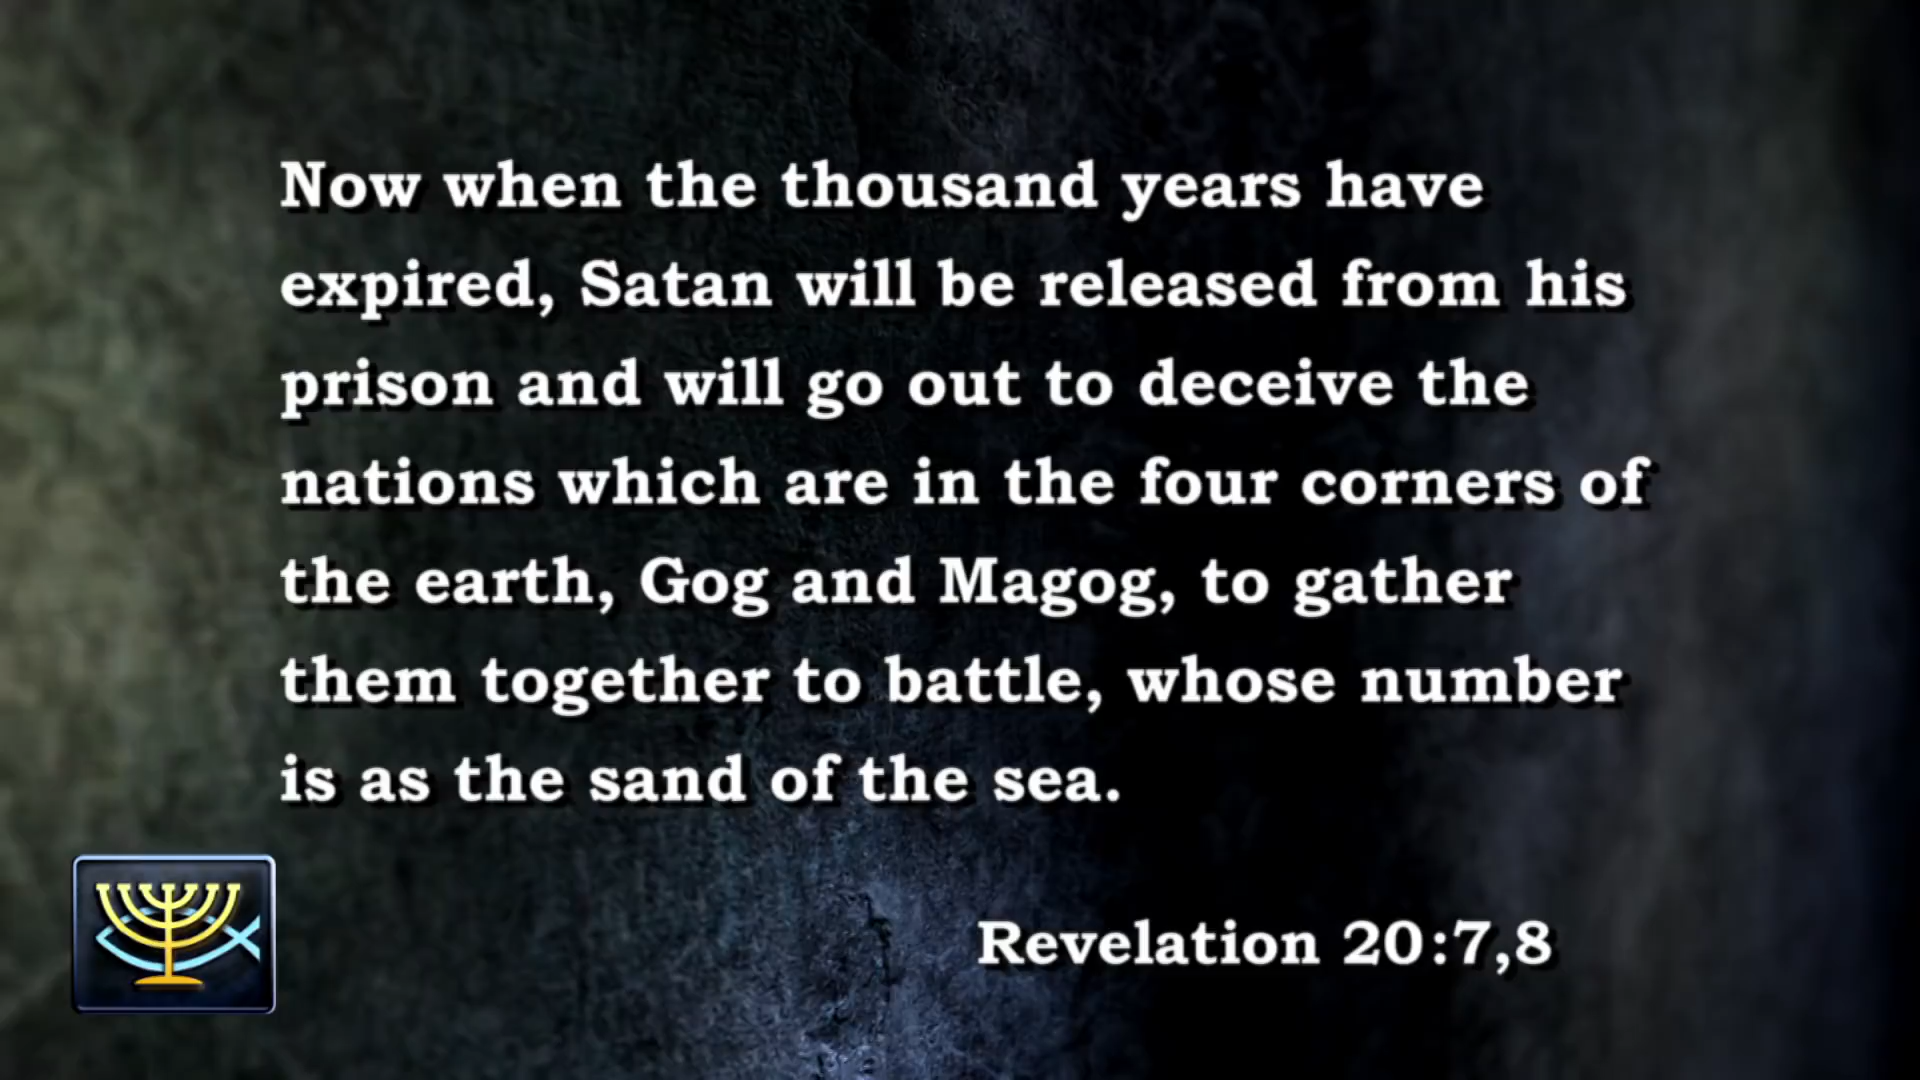 Now when the thousand years have
expired, Satan will be released from his
prison and will go out to deceive the
nations which are in the four corners of
the earth, Gog and Magog, to gather
them together to battle, whose number
is as the sand of the sea.
Revelation 20:7,8